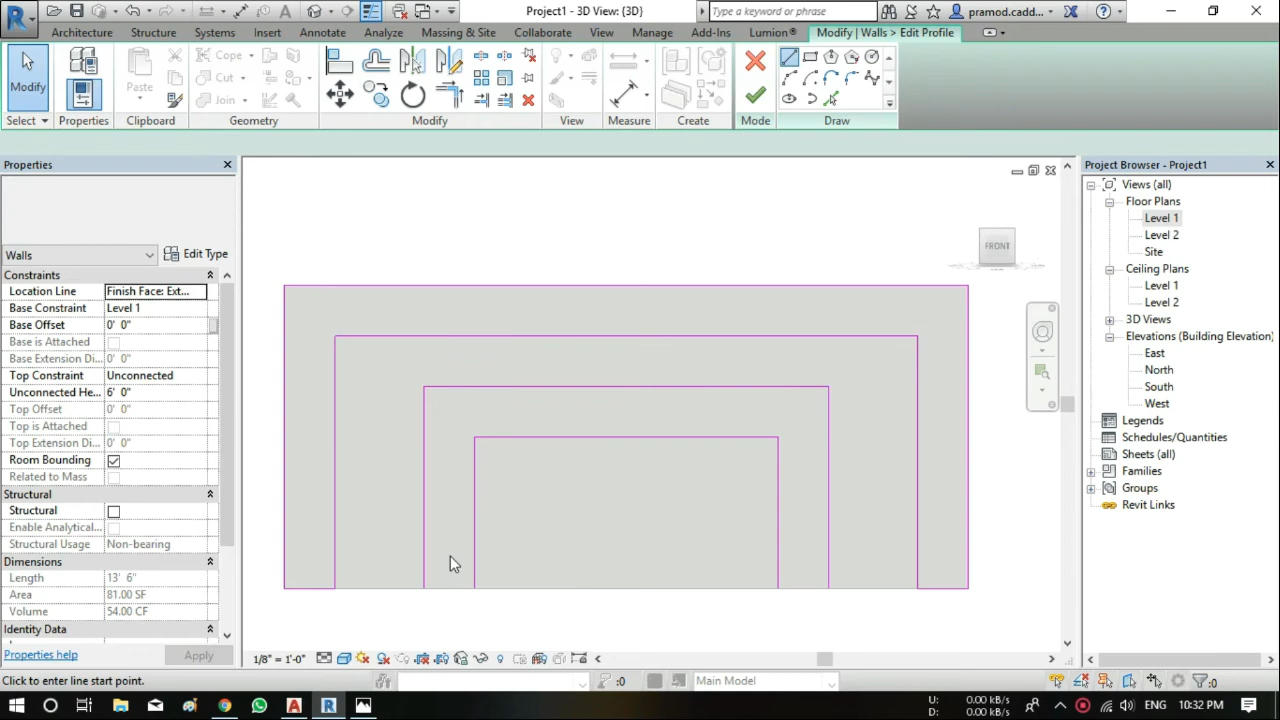 Project1 - 3D View: {3D}
Type a keyword or phrase
pramod.cadd...
Architecture
Structure
Systems
Insert
Annotate
Analyze
Massing & Site
Collaborate
View
Manage
Add-Ins
Lumion®
Modify | Walls > Edit Profile
Modify
Paste
Cope
Cut
Join
Select
Properties
Clipboard
Geometry
Modify
View
Measure
Create
Mode
Draw
Properties
Walls
Edit Type
Constraints
Location Line
Finish Face: Ext...
Base Constraint
Level 1
Base Offset
0' 0"
Base is Attached
Base Extension Di...
0' 0"
Top Constraint
Unconnected
Unconnected He...
6' 0"
Top Offset
0' 0"
Top is Attached
Top Extension Di...
0' 0"
Room Bounding
Related to Mass
Structural
Structural
Enable Analytical...
Structural Usage
Non-bearing
Dimensions
Length
13' 6"
Area
81.00 SF
Volume
54.00 CF
Identity Data
Properties help
Apply
FRONT
1/8" = 1'-0"
Project Browser - Project1
Views (all)
Floor Plans
Level 1
Level 2
Site
Ceiling Plans
Level 1
Level 2
3D Views
Elevations (Building Elevation)
East
North
South
West
Legends
Schedules/Quantities
Sheets (all)
Families
Groups
Revit Links
Click to enter line start point.
:0
Main Model
:0
U: 0.00 kB/s
D: 0.00 kB/s
ENG
10:32 PM